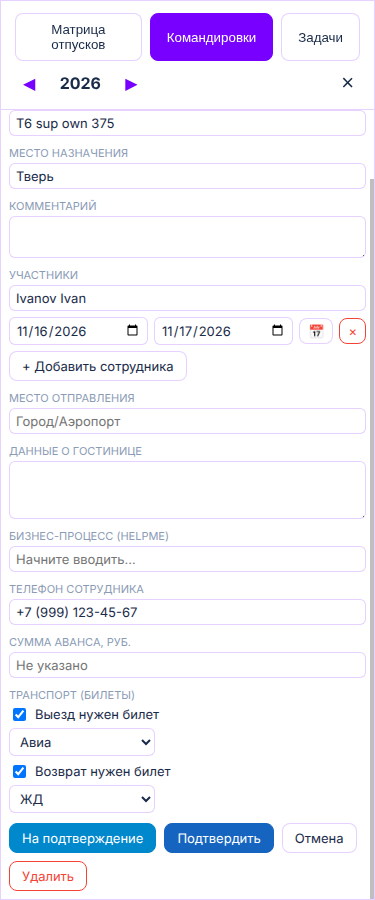 Матрица
отпусков
Командировки
Задачи
◀ 2026 ▶ ×
T6 sup own 375
МЕСТО НАЗНАЧЕНИЯ
Тверь
КОММЕНТАРИЙ
УЧАСТНИКИ
Ivanov Ivan
11/16/2026 11/17/2026 ×
+ Добавить сотрудника
МЕСТО ОТПРАВЛЕНИЯ
Город/Аэропорт
ДАННЫЕ О ГОСТИНИЦЕ
БИЗНЕС-ПРОЦЕСС (HELPME)
Начните вводить...
ТЕЛЕФОН СОТРУДНИКА
+7 (999) 123-45-67
СУММА АВАНСА, РУБ.
Не указано
ТРАНСПОРТ (БИЛЕТЫ)
Выезд нужен билет
Авиа
Возврат нужен билет
ЖД
На подтверждение Подтвердить Отмена
Удалить